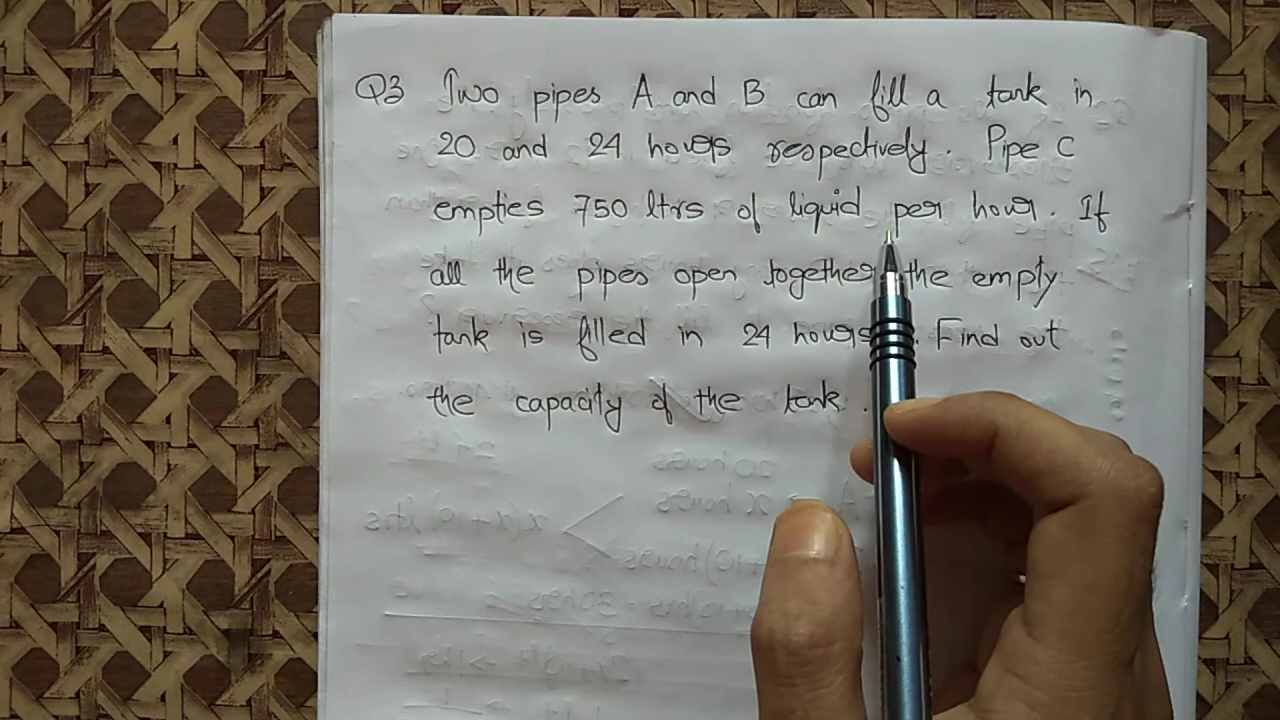 Q3 Two pipes A and B can fill a tank in
20 and 24 hours respectively. Pipe C
empties 750 ltrs of liquid per hour. If
all the pipes open together the empty
tank is filled in 24 hours. Find out
the capacity of the tank.